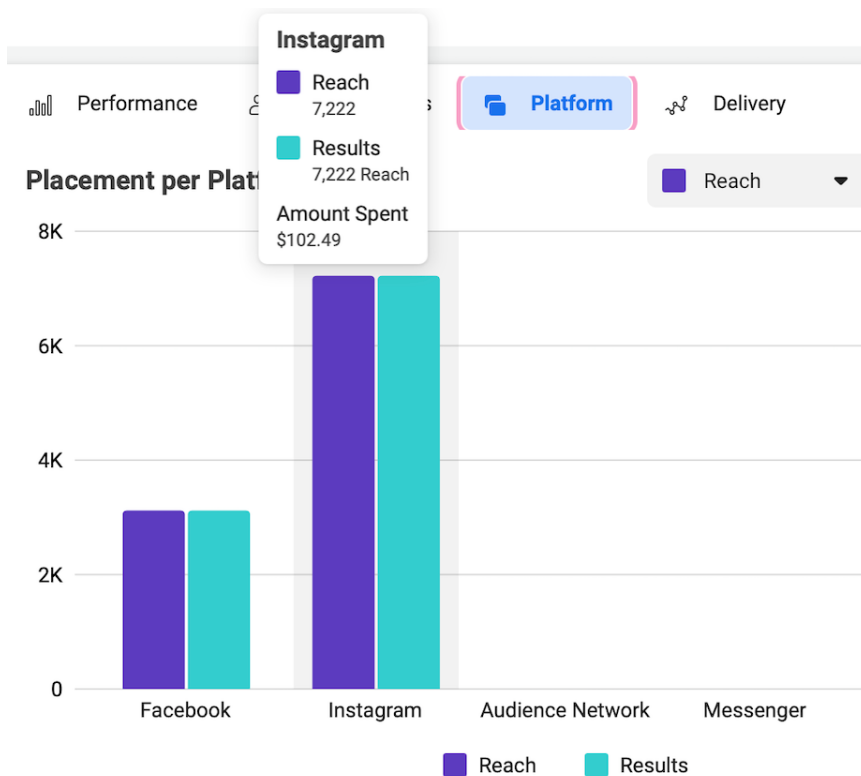 Instagram
Reach
7,222
Results
7,222 Reach
Amount Spent
$102.49
Performance
Platform
Delivery
Placement per
Reach
8K
6K
4K
2K
0
Facebook Instagram Audience Network Messenger
Reach Results